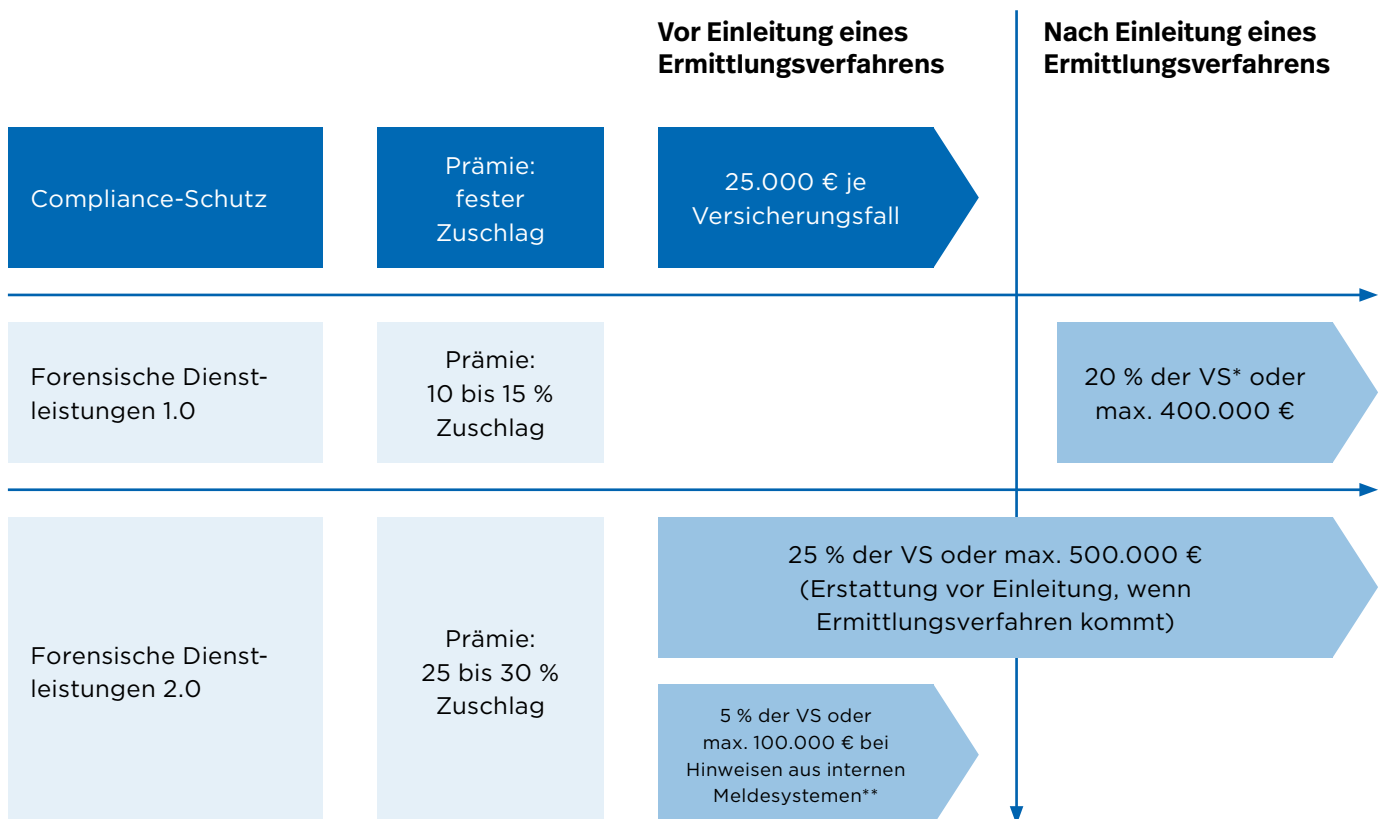 Vor Einleitung eines
Ermittlungsverfahrens
Nach Einleitung eines
Ermittlungsverfahrens
Compliance-Schutz
Prämie:
fester
Zuschlag
25.000 € je
Versicherungsfall
Forensische Dienst-
leistungen 1.0
Prämie:
10 bis 15 %
Zuschlag
20 % der VS* oder
max. 400.000 €
Forensische Dienst-
leistungen 2.0
Prämie:
25 bis 30 %
Zuschlag
25 % der VS oder max. 500.000 €
(Erstattung vor Einleitung, wenn
Ermittlungsverfahren kommt)
5 % der VS oder
max. 100.000 € bei
Hinweisen aus internen
Meldesystemen**